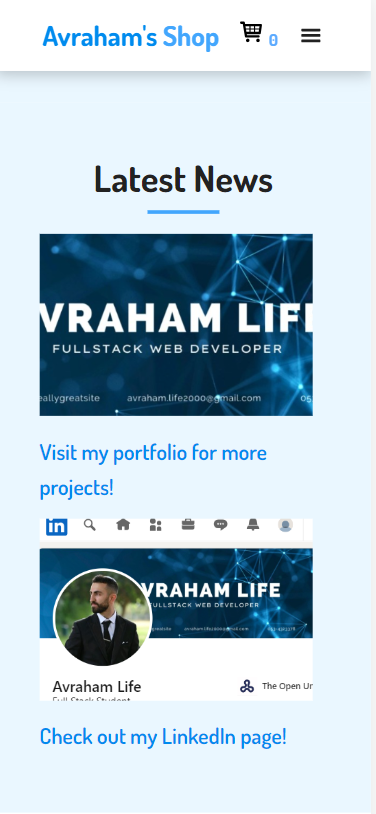 Avraham's Shop 0
Latest News
VRAHAM LIF
FULLSTACK WEB DEVELOPER
eallygreatsite avraham.life2000@gmail.com 05
Visit my portfolio for more
projects!
in
VRAHAM LIFE
FULLSTACK WEB DEVELOPER
Avraham Life
The Open Un
Full Stack Student
Check out my LinkedIn page!